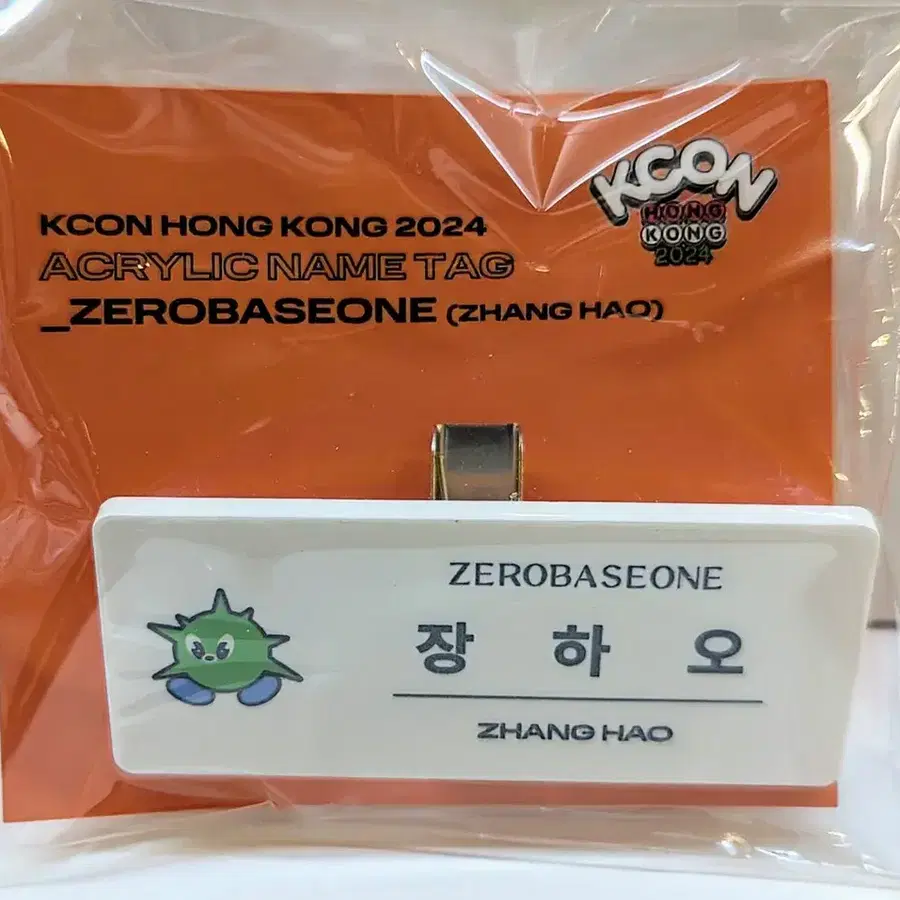 KCON HONG KONG 2024
ACRYLIC NAME TAG
_ZEROBASEONE (ZHANG HAO)
KCON
HONG
KONG
2024
ZEROBASEONE
장 하 오
ZHANG HAO